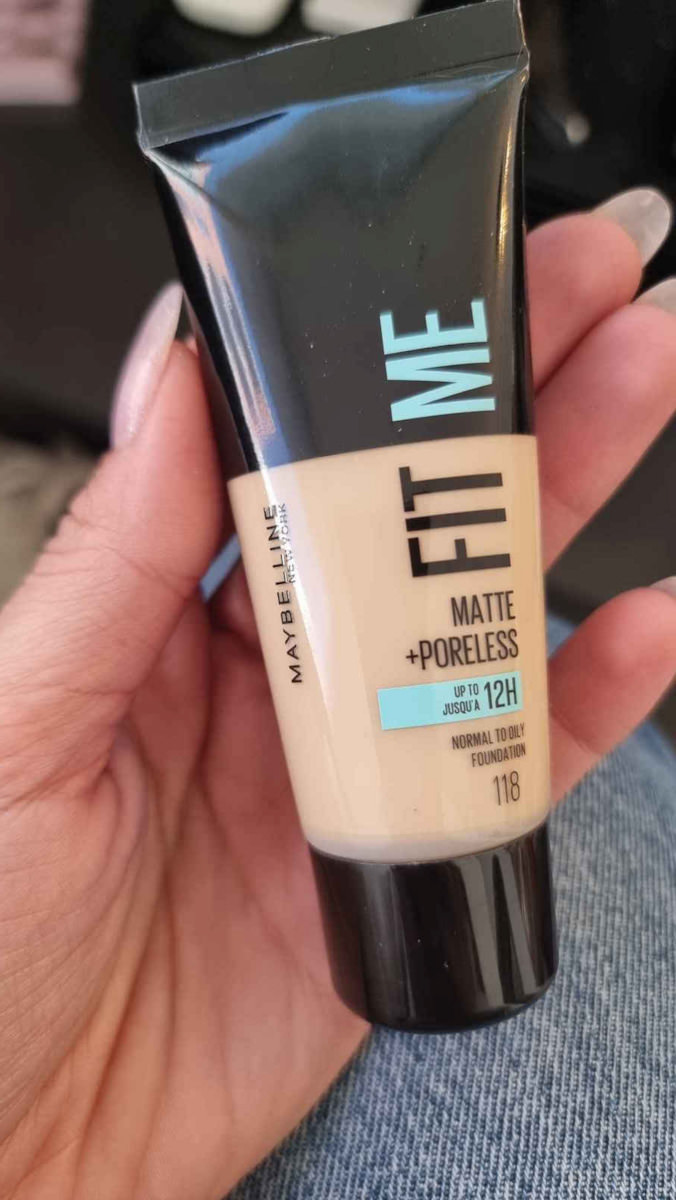 MAYBELLINE
NEW YORK
FIT ME
MATTE
+PORELESS
UP TO
JUSQU'A 12H
NORMAL TO OILY
FOUNDATION
118